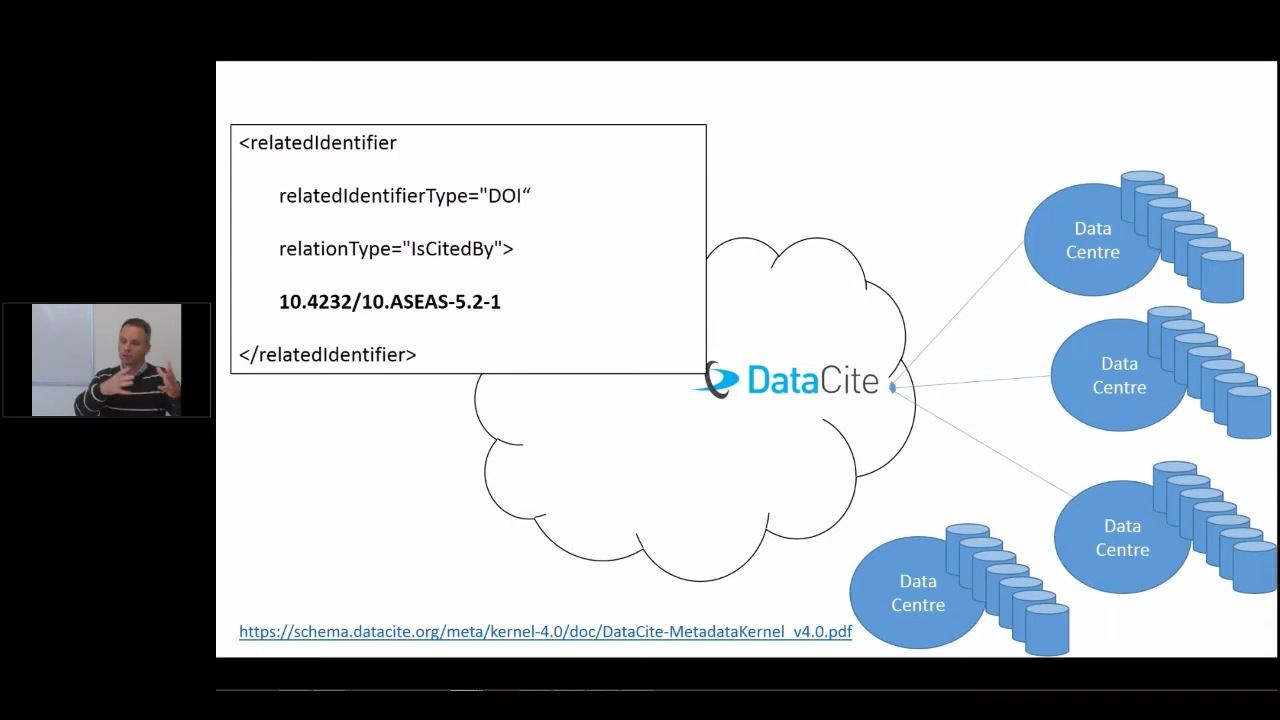 <relatedIdentifier
relatedIdentifierType="DOI“
relationType="IsCitedBy">
10.4232/10.ASEAS-5.2-1
</relatedIdentifier>
DataCite
Data
Centre
Data
Centre
Data
Centre
Data
Centre
https://schema.datacite.org/meta/kernel-4.0/doc/DataCite-MetadataKernel_v4.0.pdf